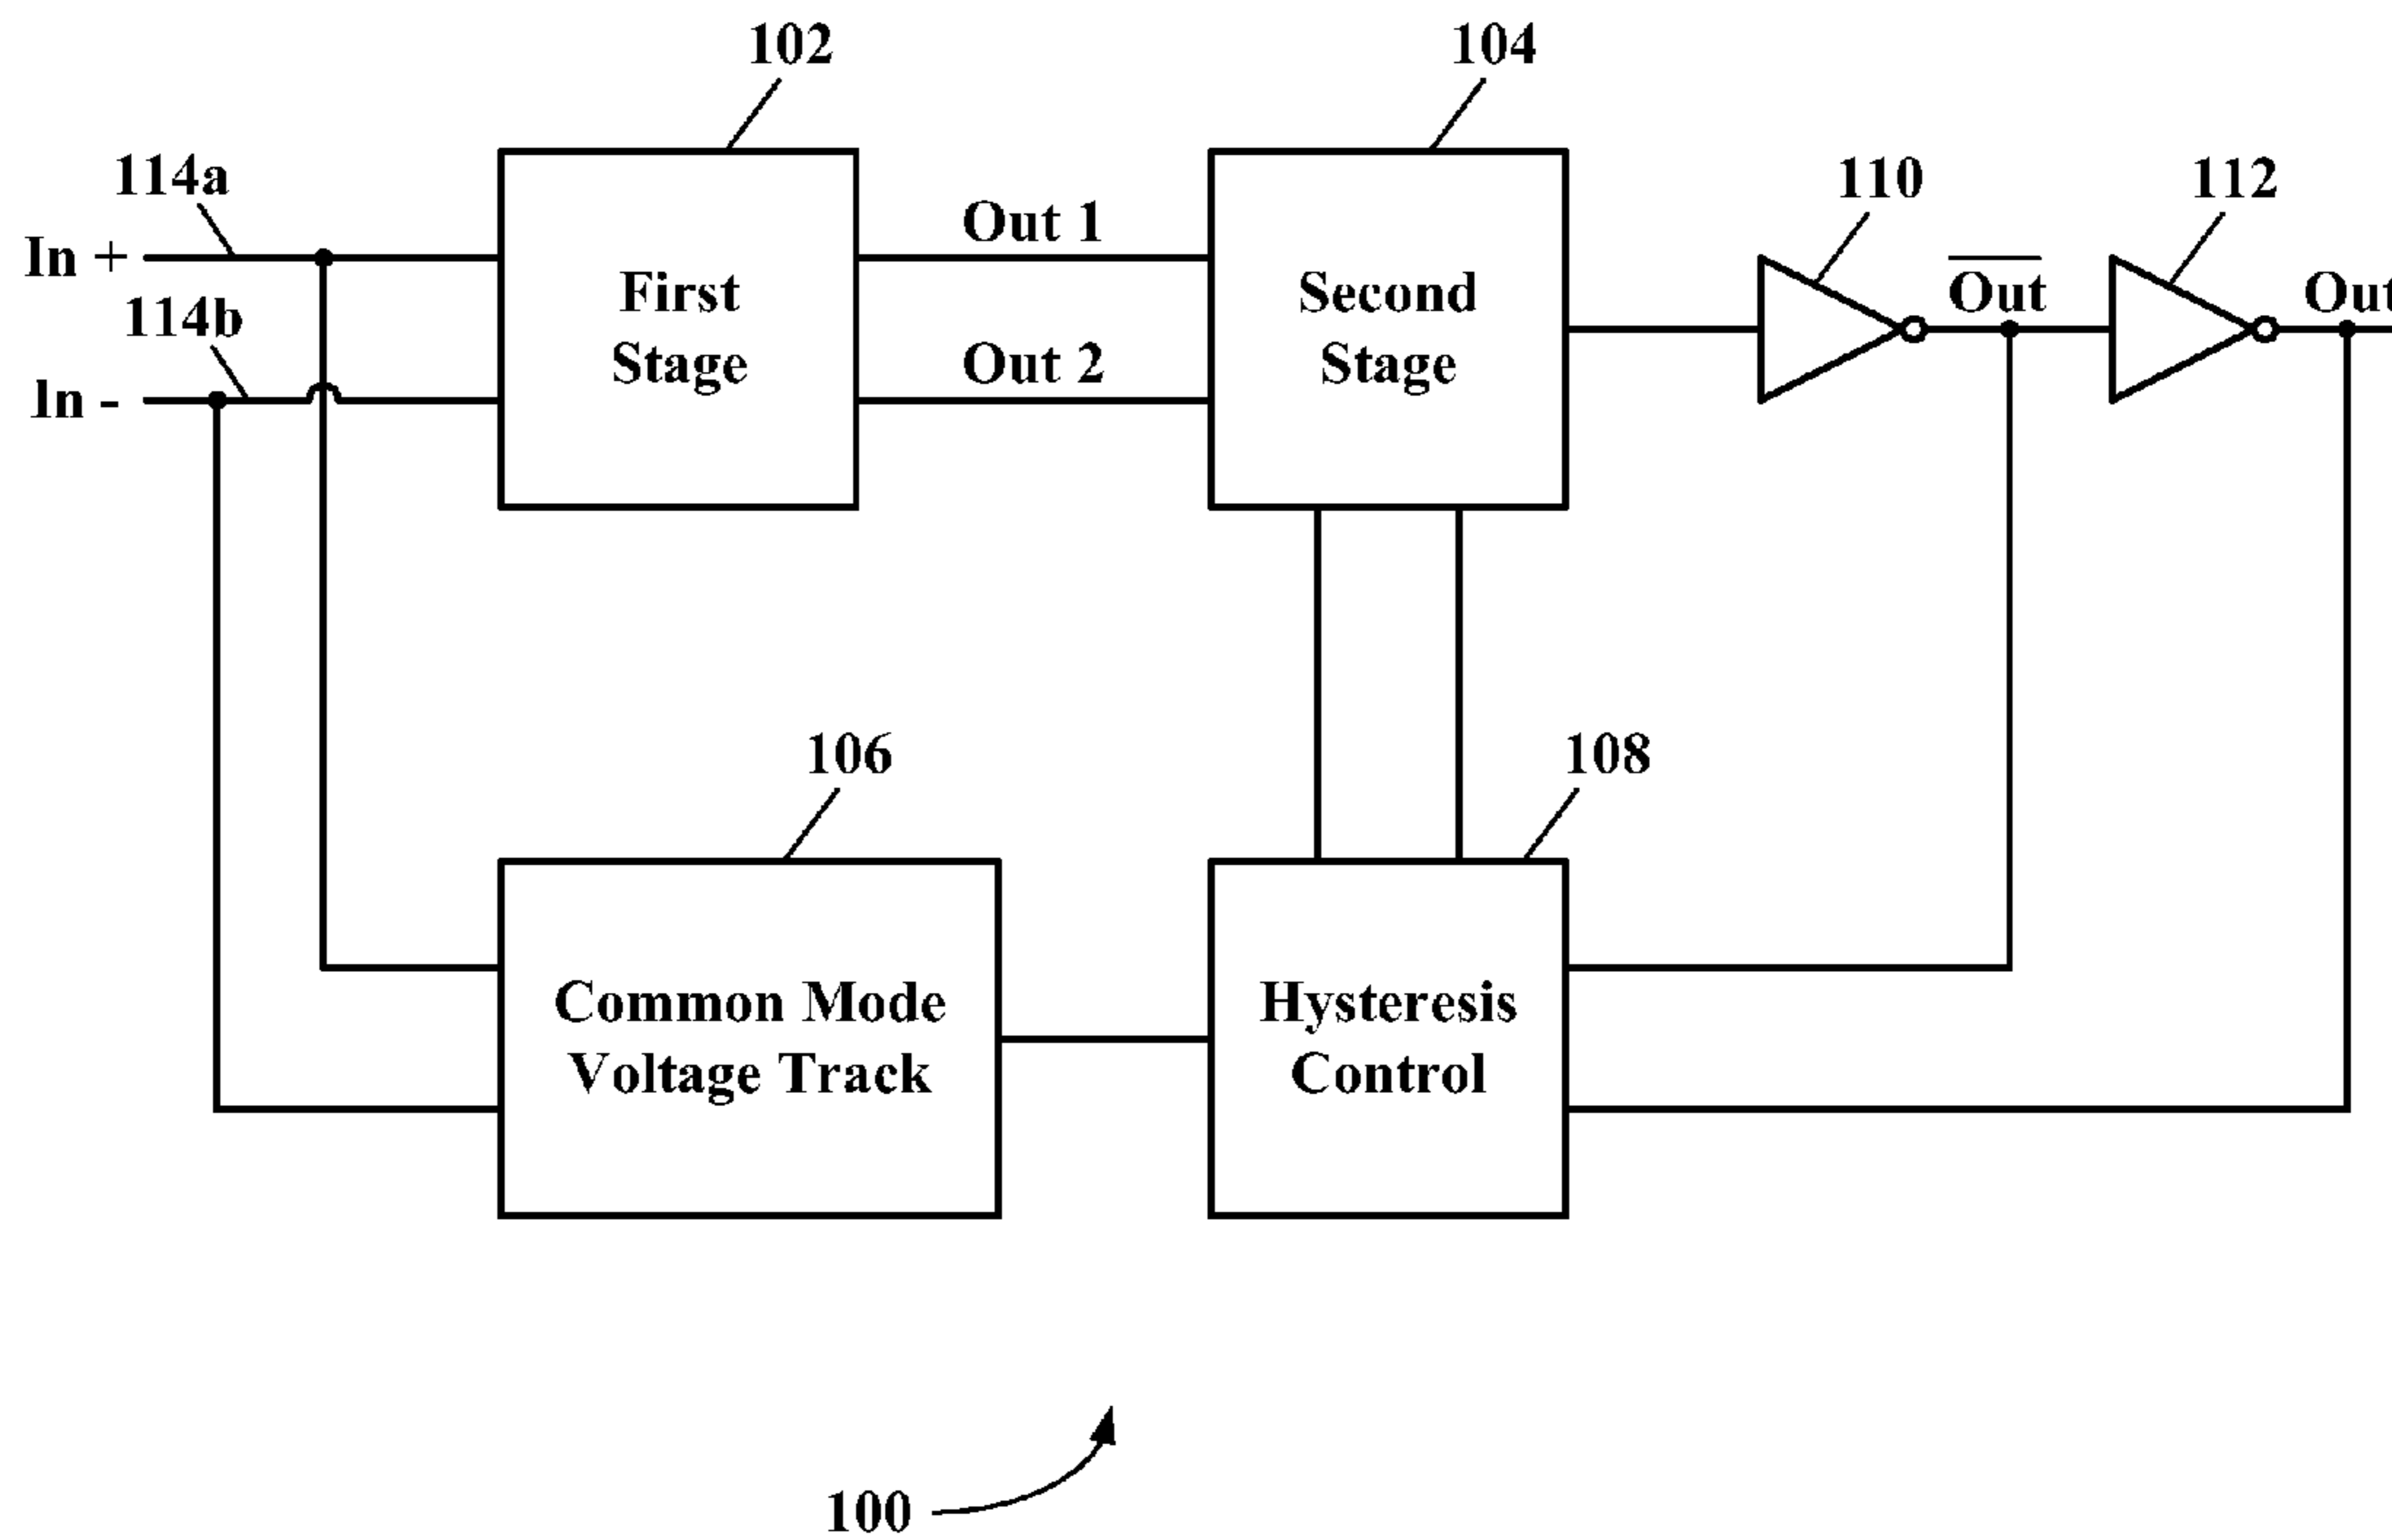 102
104
114a
110
112
In +
Out 1
First
Stage
Second
Stage
O̅u̅t̅
Out
114b
In -
Out 2
106
108
Common Mode
Voltage Track
Hysteresis
Control
100